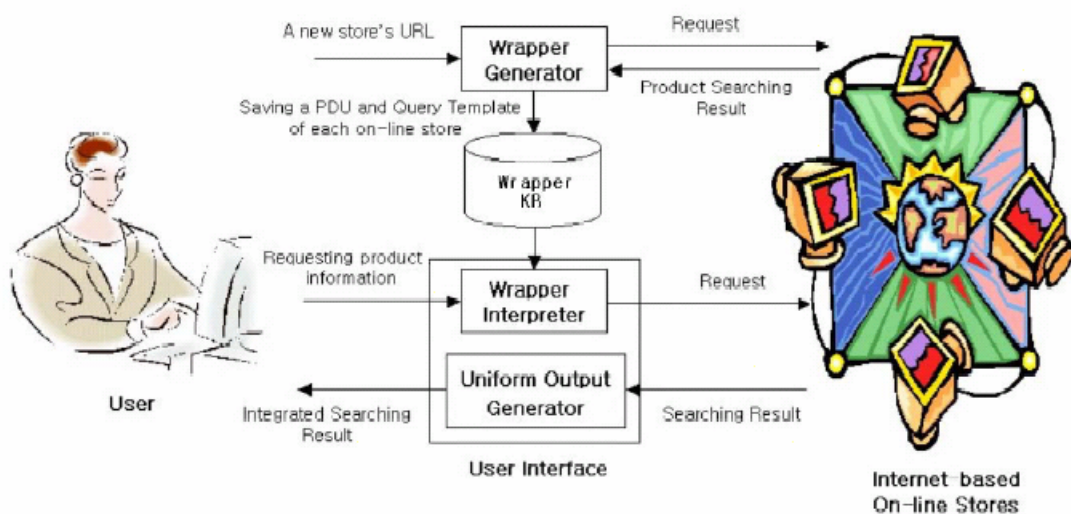 A new store's URL
Wrapper
Generator
Request
Product Searching
Result
Saving a PDU and Query Template
of each on-line store
Wrapper
KB
Requesting product
information
Wrapper
Interpreter
Request
Uniform Output
Generator
Integrated Searching
Result
Searching Result
User
User Interface
Internet-based
On-line Stores